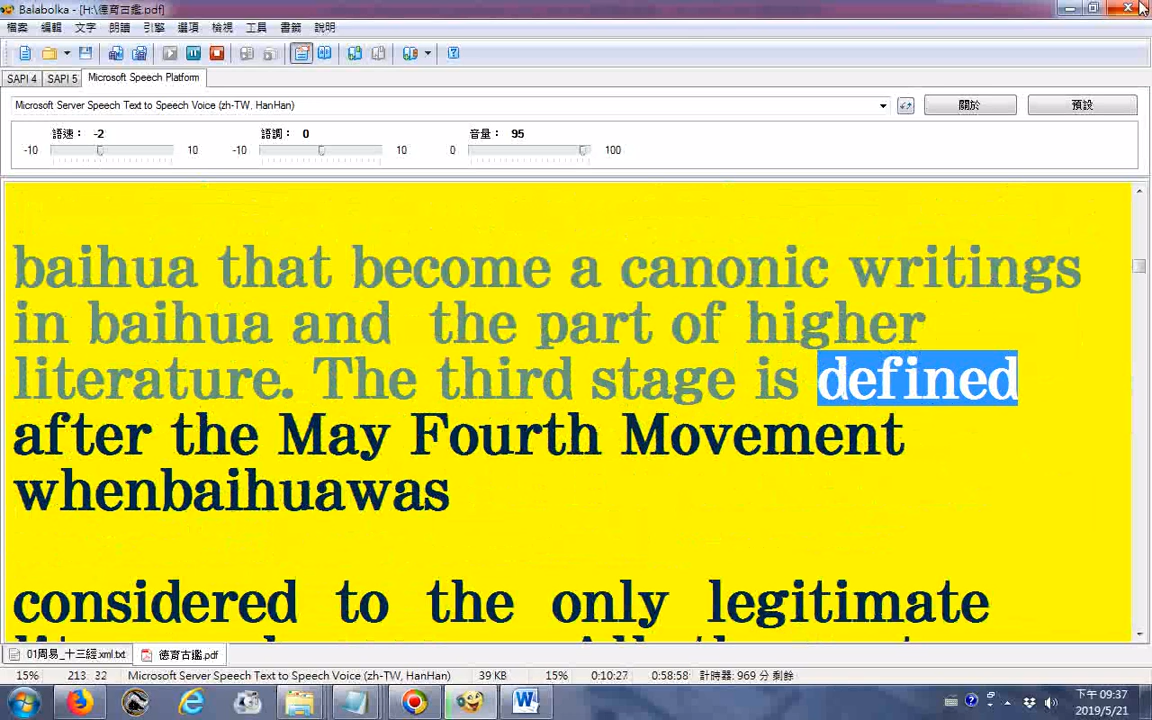 Balabolka - [H:\德育古鑑.pdf]
檔案 編輯 文字 朗讀 引擎 選項 檢視 工具 書籤 說明
SAPI 4 SAPI 5 Microsoft Speech Platform
Microsoft Server Speech Text to Speech Voice (zh-TW, HanHan) 關於 預設
語速： -2 語調： 0 音量： 95
-10 10 -10 10 0 100
baihua that become a canonic writings
in baihua and the part of higher
literature. The third stage is defined
after the May Fourth Movement
whenbaihuawas
considered to the only legitimate
01周易_十三經.xml.txt 德育古鑑.pdf
15% 213 32 Microsoft Server Speech Text to Speech Voice (zh-TW, HanHan) 39 KB 15% 0:10:27 0:58:58 計時器: 969 分 剩餘
下午 09:37
2019/5/21